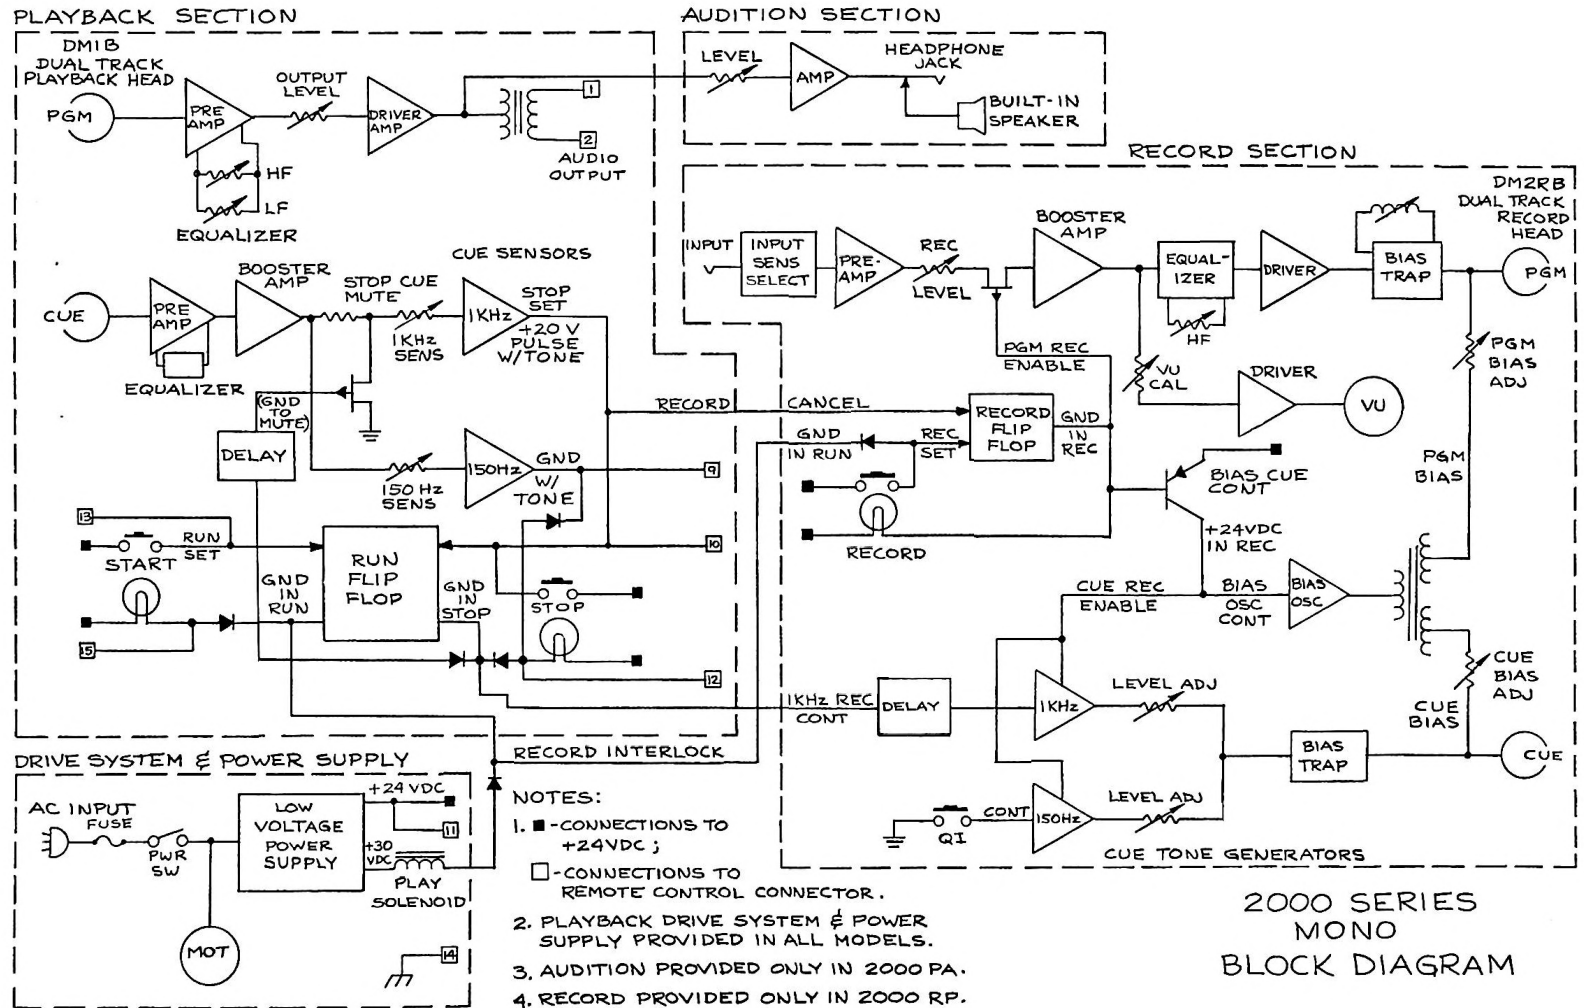 PLAYBACK SECTION
DM1B
DUAL TRACK
PLAYBACK HEAD
PGM
PRE
AMP
OUTPUT
LEVEL
DRIVER
AMP
1
2
AUDIO
OUTPUT
HF
LF
EQUALIZER
CUE
PRE
AMP
EQUALIZER
BOOSTER
AMP
STOP CUE
MUTE
1KHz
SENS
CUE SENSORS
1KHz
STOP
SET
+20 V
PULSE
W/TONE
(GND
TO
MUTE)
DELAY
150 Hz
SENS
150Hz
GND
W/
TONE
9
13
START
RUN
SET
RUN
FLIP
FLOP
10
GND
IN
RUN
GND
IN
STOP
STOP
15
12
AUDITION SECTION
LEVEL
AMP
HEADPHONE
JACK
BUILT-IN
SPEAKER
RECORD SECTION
INPUT
INPUT
SENS
SELECT
PRE-
AMP
REC
LEVEL
BOOSTER
AMP
EQUAL-
IZER
HF
DRIVER
BIAS
TRAP
DM2RB
DUAL TRACK
RECORD
HEAD
PGM
PGM REC
ENABLE
VU
CAL
DRIVER
VU
PGM
BIAS
ADJ
RECORD
CANCEL
GND
IN RUN
REC
SET
RECORD
FLIP
FLOP
GND
IN
REC
RECORD
BIAS CUE
CONT
PGM
BIAS
+24VDC
IN REC
CUE REC
ENABLE
BIAS
OSC
CONT
BIAS
OSC
CUE
BIAS
ADJ
CUE
BIAS
1KHz REC
CONT
DELAY
1KHz
LEVEL ADJ
BIAS
TRAP
CUE
RECORD INTERLOCK
QI
CONT
150Hz
LEVEL ADJ
CUE TONE GENERATORS
DRIVE SYSTEM & POWER SUPPLY
AC INPUT
FUSE
PWR
SW
LOW
VOLTAGE
POWER
SUPPLY
+24 VDC
11
+30
VDC
PLAY
SOLENOID
MOT
14
NOTES:
1. ■ -CONNECTIONS TO
+24VDC ;
□ -CONNECTIONS TO
REMOTE CONTROL CONNECTOR.
2. PLAYBACK DRIVE SYSTEM & POWER
SUPPLY PROVIDED IN ALL MODELS.
3. AUDITION PROVIDED ONLY IN 2000 PA.
4. RECORD PROVIDED ONLY IN 2000 RP.
2000 SERIES
MONO
BLOCK DIAGRAM